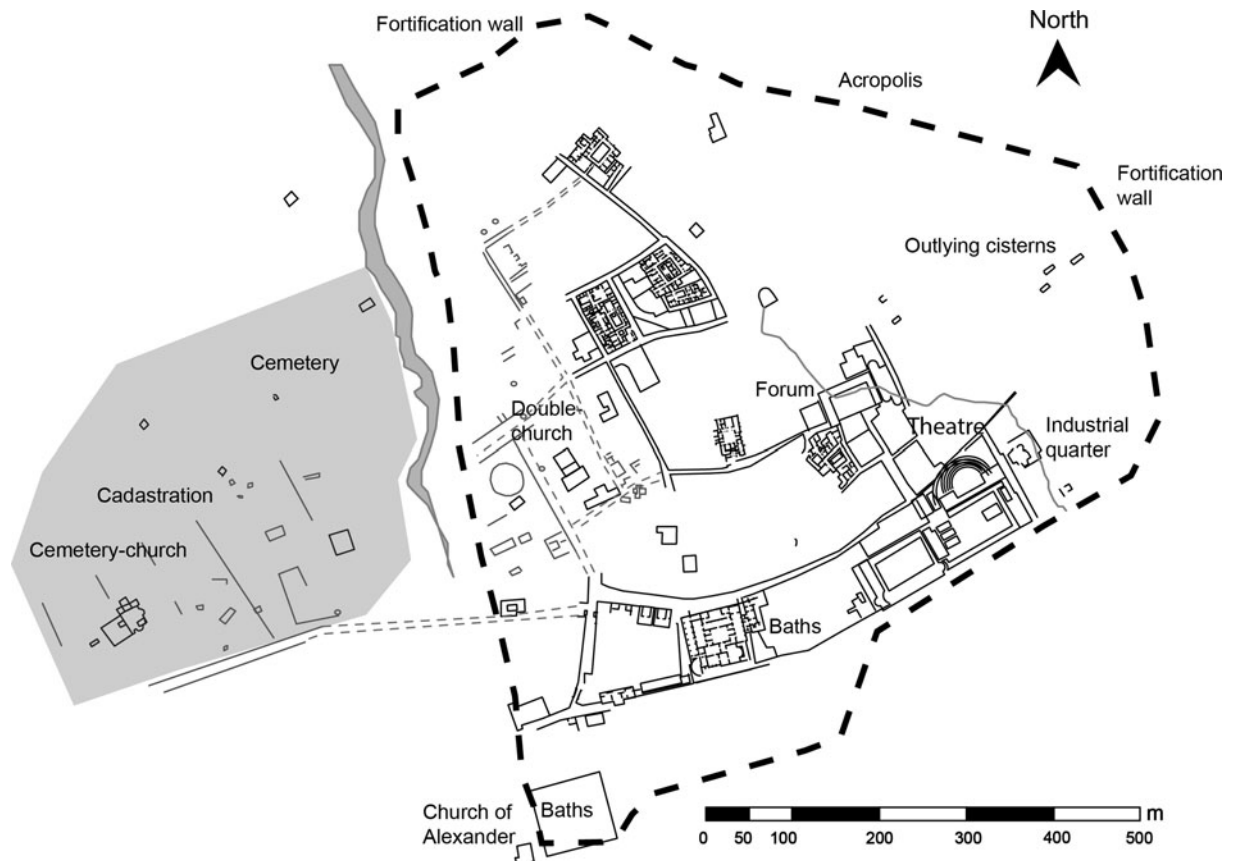 Fortification wall
North
Acropolis
Fortification
wall
Outlying cisterns
Cemetery
Forum
Double-
church
Theatre
Industrial
quarter
Cadastration
Cemetery-church
Baths
Church of
Alexander
Baths
m
0 50 100 200 300 400 500